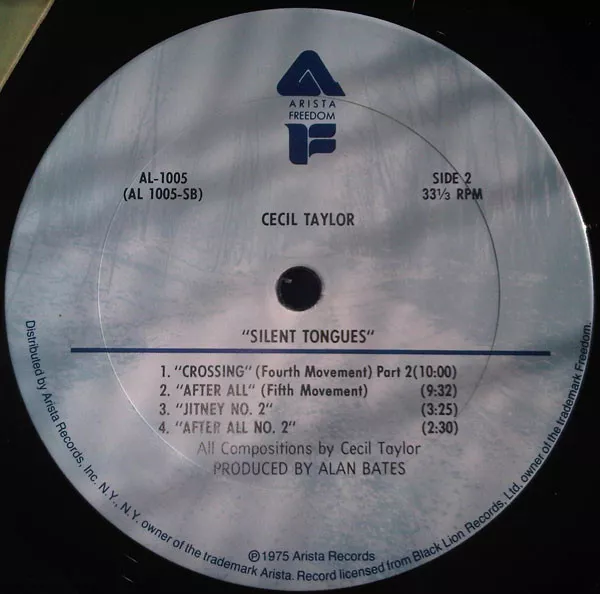 ARISTA
FREEDOM
F
AL-1005
(AL 1005-SB)
SIDE 2
33⅓ RPM
CECIL TAYLOR
"SILENT TONGUES"
1. "CROSSING" (Fourth Movement) Part 2(10:00)
2. "AFTER ALL" (Fifth Movement) (9:32)
3. "JITNEY NO. 2" (3:25)
4. "AFTER ALL NO. 2" (2:30)
All Compositions by Cecil Taylor
PRODUCED BY ALAN BATES
℗1975 Arista Records
Distributed by Arista Records, Inc. N.Y., N.Y. owner of the trademark Arista. Record licensed from Black Lion Records, Ltd. owner of the trademark Freedom.